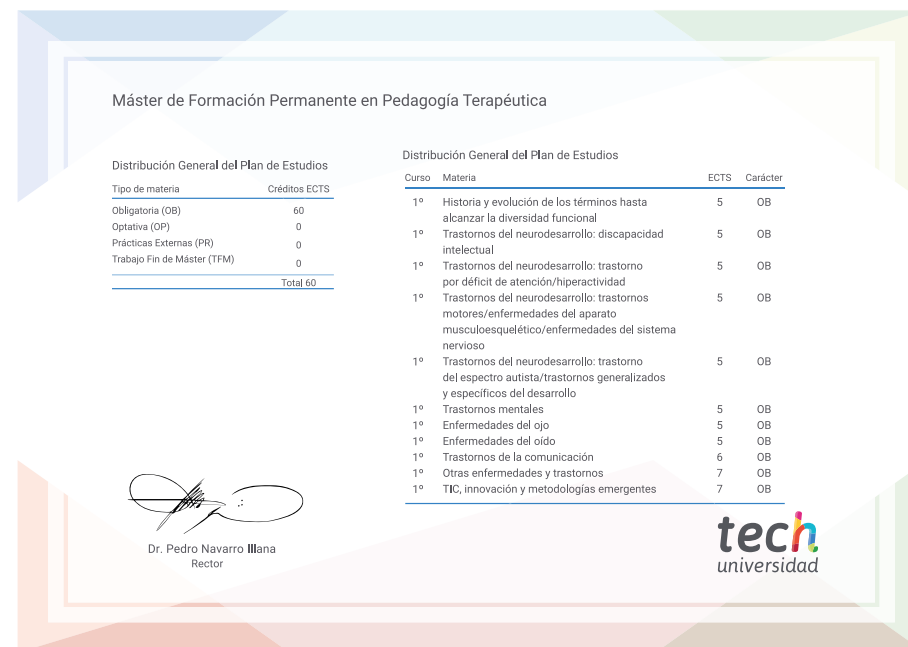 Máster de Formación Permanente en Pedagogía Terapéutica
Distribución General del Plan de Estudios
Tipo de materia Créditos ECTS
Obligatoria (OB) 60
Optativa (OP) 0
Prácticas Externas (PR) 0
Trabajo Fin de Máster (TFM) 0
Total 60
Distribución General del Plan de Estudios
Curso Materia ECTS Carácter
1º Historia y evolución de los términos hasta 5 OB
alcanzar la diversidad funcional
1º Trastornos del neurodesarrollo: discapacidad 5 OB
intelectual
1º Trastornos del neurodesarrollo: trastorno 5 OB
por déficit de atención/hiperactividad
1º Trastornos del neurodesarrollo: trastornos 5 OB
motores/enfermedades del aparato
musculoesquelético/enfermedades del sistema
nervioso
1º Trastornos del neurodesarrollo: trastorno 5 OB
del espectro autista/trastornos generalizados
y específicos del desarrollo
1º Trastornos mentales 5 OB
1º Enfermedades del ojo 5 OB
1º Enfermedades del oído 5 OB
1º Trastornos de la comunicación 6 OB
1º Otras enfermedades y trastornos 7 OB
1º TIC, innovación y metodologías emergentes 7 OB
Dr. Pedro Navarro Illana
Rector
tech
universidad